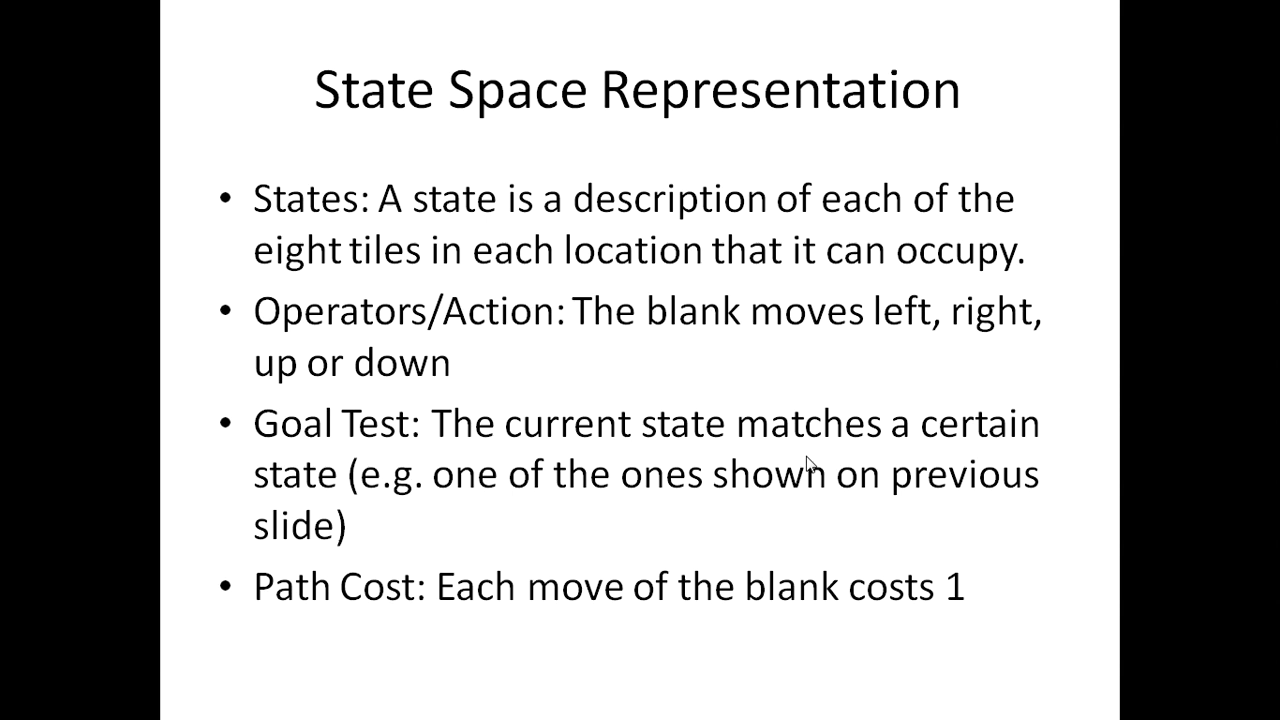 State Space Representation
• States: A state is a description of each of the
eight tiles in each location that it can occupy.
• Operators/Action: The blank moves left, right,
up or down
• Goal Test: The current state matches a certain
state (e.g. one of the ones shown on previous
slide)
• Path Cost: Each move of the blank costs 1